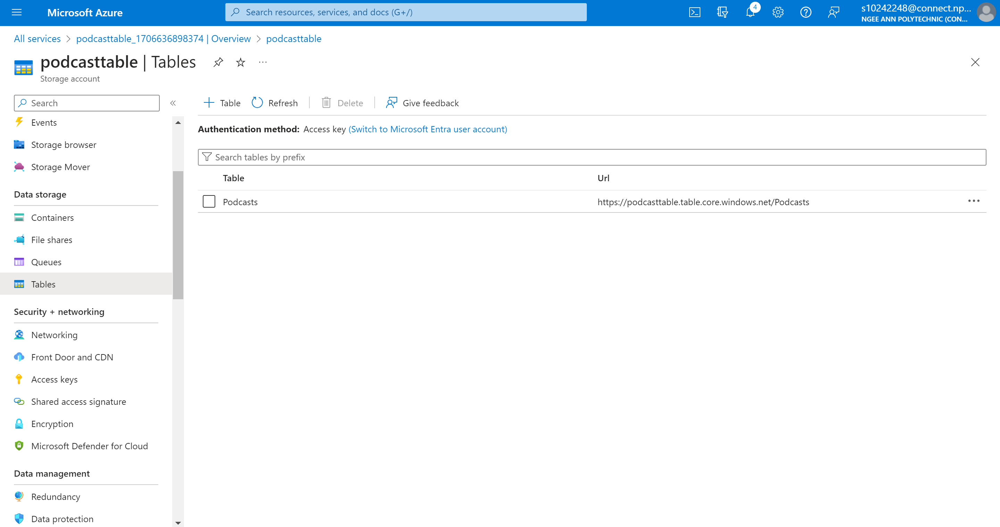 Microsoft Azure
Search resources, services, and docs (G+/)
4
s10242248@connect.np...
NGEE ANN POLYTECHNIC (CON...
All services > podcasttable_1706636898374 | Overview > podcasttable
podcasttable | Tables
Storage account
Search
Events
Storage browser
Storage Mover
Data storage
Containers
File shares
Queues
Tables
Security + networking
Networking
Front Door and CDN
Access keys
Shared access signature
Encryption
Microsoft Defender for Cloud
Data management
Redundancy
Data protection
Table
Refresh
Delete
Give feedback
Authentication method: Access key (Switch to Microsoft Entra user account)
Search tables by prefix
Table Url
Podcasts https://podcasttable.table.core.windows.net/Podcasts